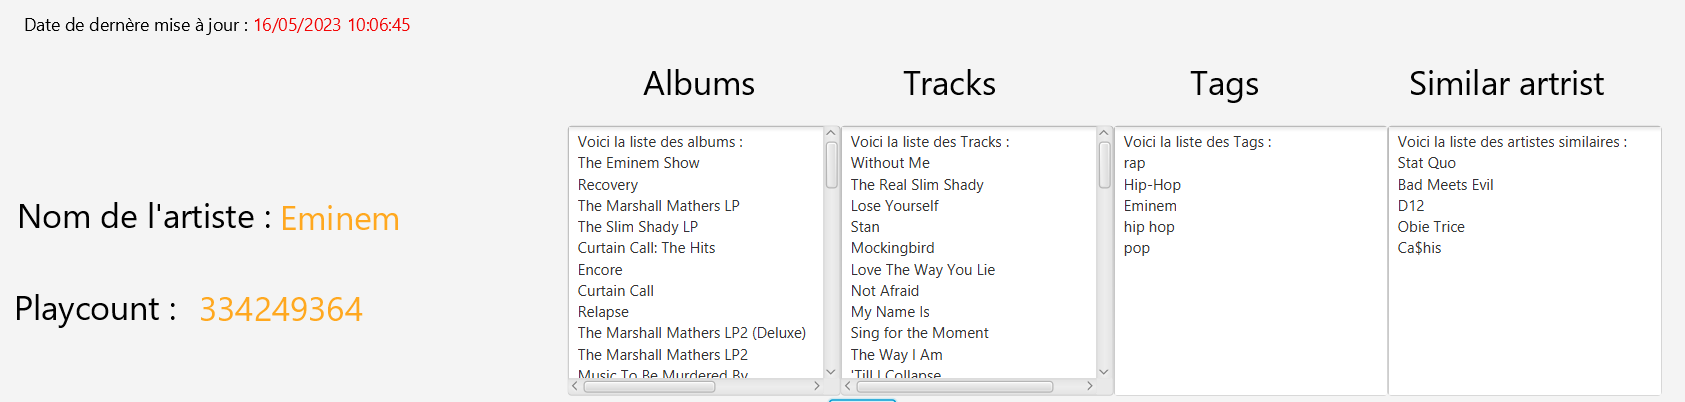 Date de dernère mise à jour : 16/05/2023 10:06:45
Albums
Tracks
Tags
Similar artrist
Nom de l'artiste : Eminem
Playcount : 334249364
Voici la liste des albums :
The Eminem Show
Recovery
The Marshall Mathers LP
The Slim Shady LP
Curtain Call: The Hits
Encore
Curtain Call
Relapse
The Marshall Mathers LP2 (Deluxe)
The Marshall Mathers LP2
Music To Be Murdered By
Voici la liste des Tracks :
Without Me
The Real Slim Shady
Lose Yourself
Stan
Mockingbird
Love The Way You Lie
Not Afraid
My Name Is
Sing for the Moment
The Way I Am
'Till I Collapse
Voici la liste des Tags :
rap
Hip-Hop
Eminem
hip hop
pop
Voici la liste des artistes similaires :
Stat Quo
Bad Meets Evil
D12
Obie Trice
Ca$his